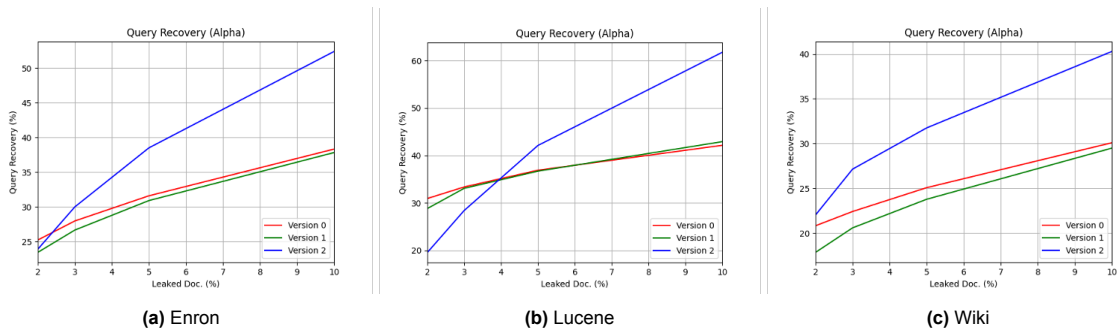 Query Recovery (Alpha)
Query Recovery (%)
50
45
40
35
30
25
2 3 4 5 6 7 8 9 10
Leaked Doc. (%)
Version 0
Version 1
Version 2
(a) Enron
Query Recovery (Alpha)
Query Recovery (%)
60
50
40
30
20
2 3 4 5 6 7 8 9 10
Leaked Doc. (%)
Version 0
Version 1
Version 2
(b) Lucene
Query Recovery (Alpha)
Query Recovery (%)
40
35
30
25
20
2 3 4 5 6 7 8 9 10
Leaked Doc. (%)
Version 0
Version 1
Version 2
(c) Wiki